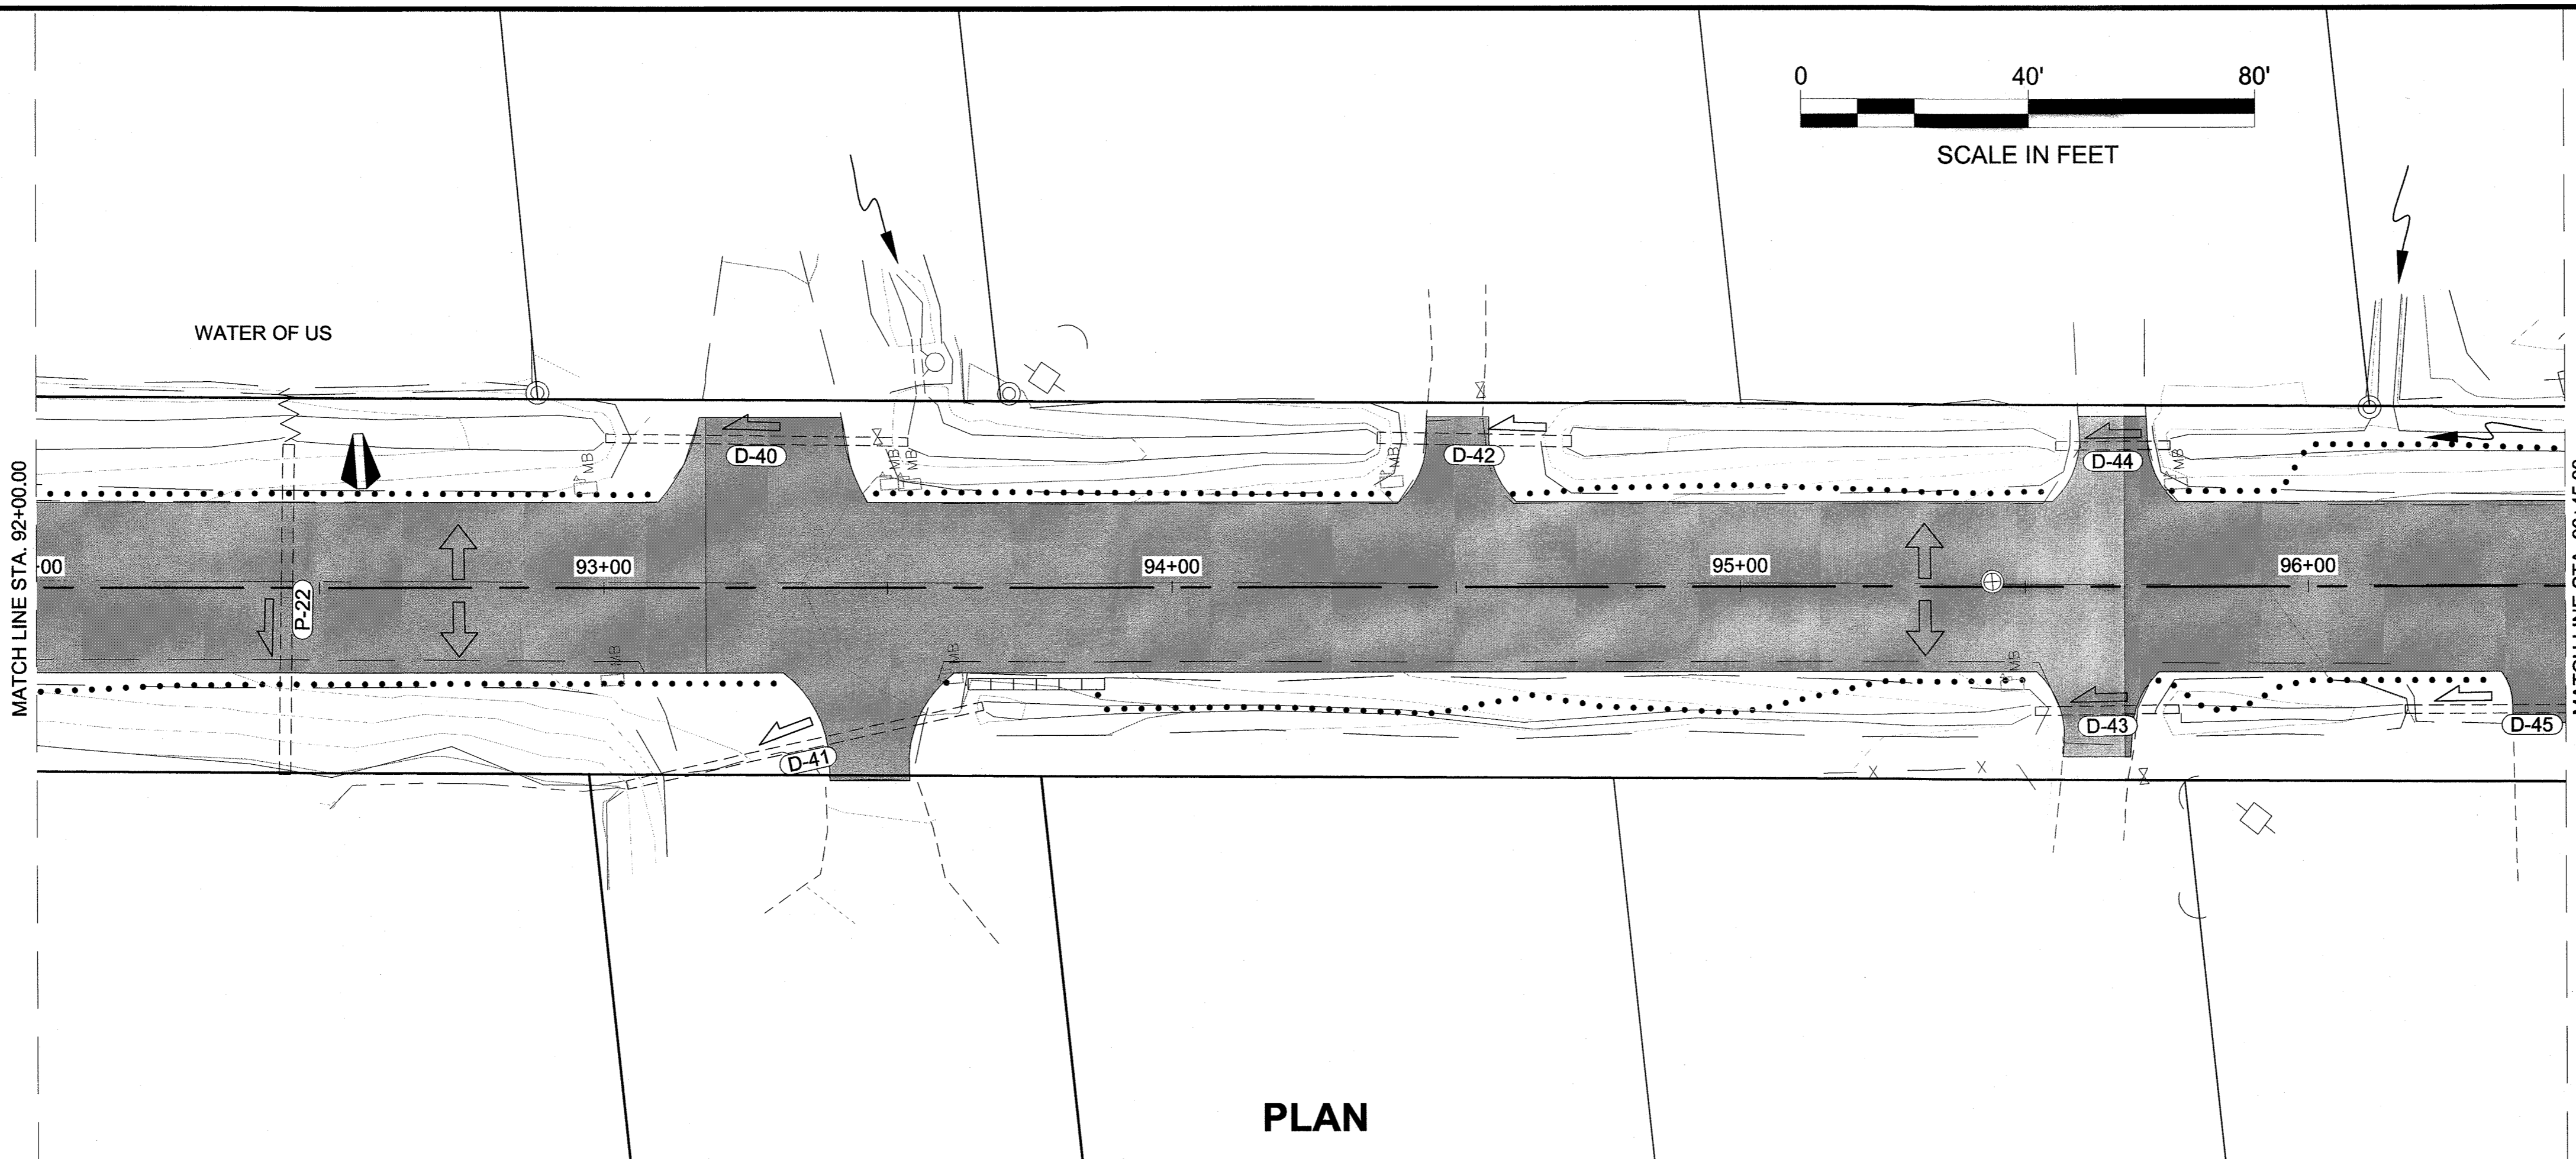 0 40' 80'
SCALE IN FEET
WATER OF US
MATCH LINE STA. 92+00.00
D-40
D-42
D-44
MB
MB
MB
MB
MB
+00
93+00
94+00
95+00
96+00
P-22
MB
MB
MB
D-41
D-43
D-45
PLAN